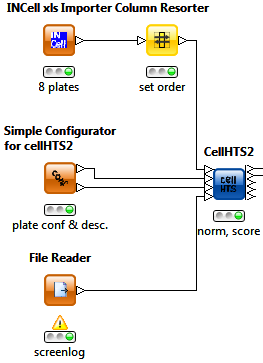 INCell xls Importer Column Resorter
IN
Cell
8 plates
set order
Simple Configurator
for cellHTS2
Conf
plate conf & desc.
CellHTS2
cell
HTS
norm, score
File Reader
screenlog